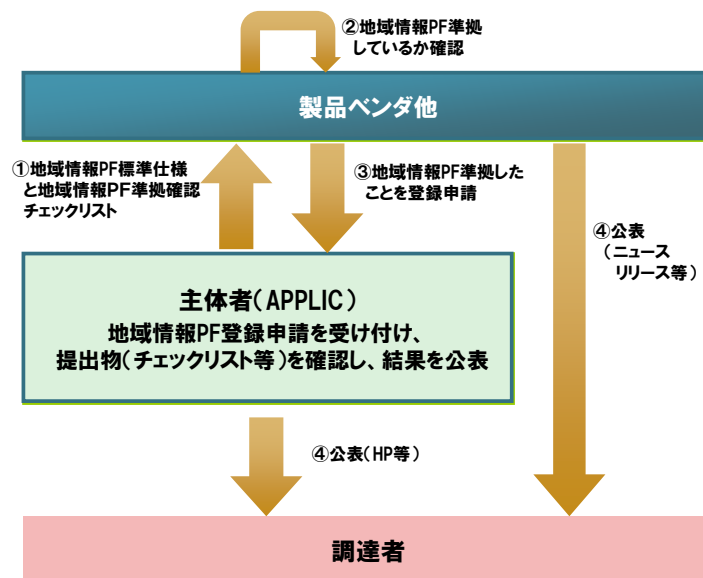 ②地域情報PF準拠
しているか確認
製品ベンダ他
①地域情報PF標準仕様
と地域情報PF準拠確認
チェックリスト
③地域情報PF準拠した
ことを登録申請
④公表
（ニュース
リリース等）
主体者（APPLIC）
地域情報PF登録申請を受け付け、
提出物（チェックリスト等）を確認し、結果を公表
④公表（HP等）
調達者